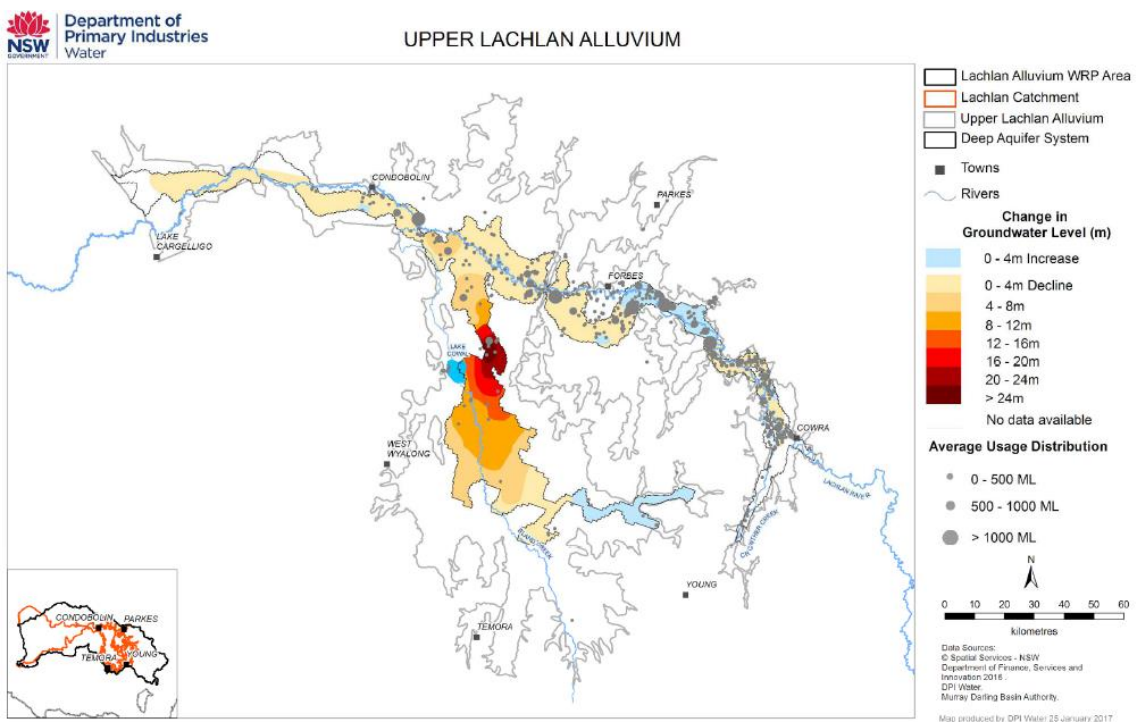 NSW
GOVERNMENT
Department of
Primary Industries
Water
UPPER LACHLAN ALLUVIUM
CONDOBOLIN
PARKES
LAKE
CARGELLIGO
FORBES
LAKE
COWAL
WEST
WYALONG
COWRA
LACHLAN RIVER
BLAND CREEK
YOUNG
TEMORA
CONDOBOLIN
PARKES
TEMORA
YOUNG
Lachlan Alluvium WRP Area
Lachlan Catchment
Upper Lachlan Alluvium
Deep Aquifer System
Towns
Rivers
Change in
Groundwater Level (m)
0 - 4m Increase
0 - 4m Decline
4 - 8m
8 - 12m
12 - 16m
16 - 20m
20 - 24m
> 24m
No data available
Average Usage Distribution
0 - 500 ML
500 - 1000 ML
> 1000 ML
N
0 10 20 30 40 50 60
kilometres
Data Sources:
© Spatial Services - NSW
Department of Finance, Services and
Innovation 2016 .
DPI Water.
Murray Darling Basin Authority.
Map produced by DPI Water 25 January 2017